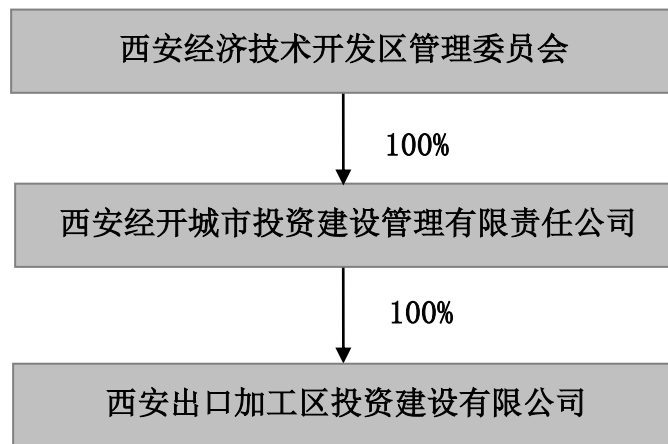 西安经济技术开发区管理委员会
100%
西安经开城市投资建设管理有限责任公司
100%
西安出口加工区投资建设有限公司